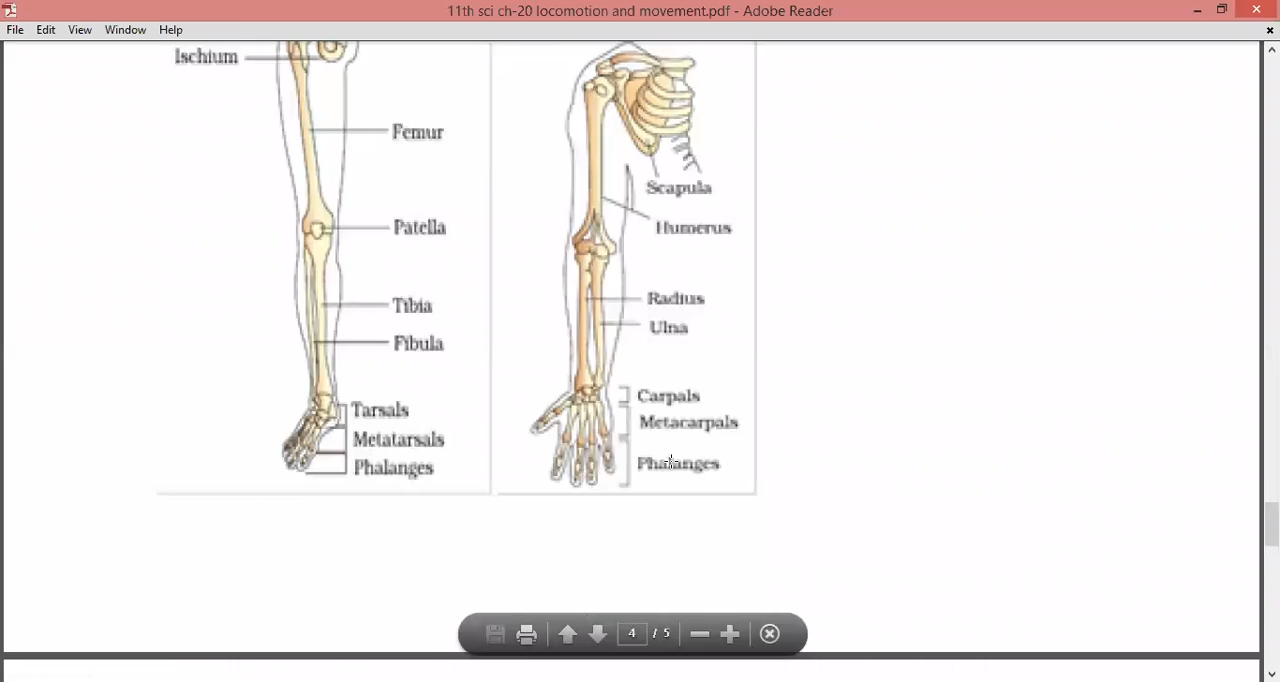 11th sci ch-20 locomotion and movement.pdf - Adobe Reader
File Edit View Window Help
Ischium
Femur
Patella
Tibia
Fibula
Tarsals
Metatarsals
Phalanges
Scapula
Humerus
Radius
Ulna
Carpals
Metacarpals
Phalanges
4 / 5